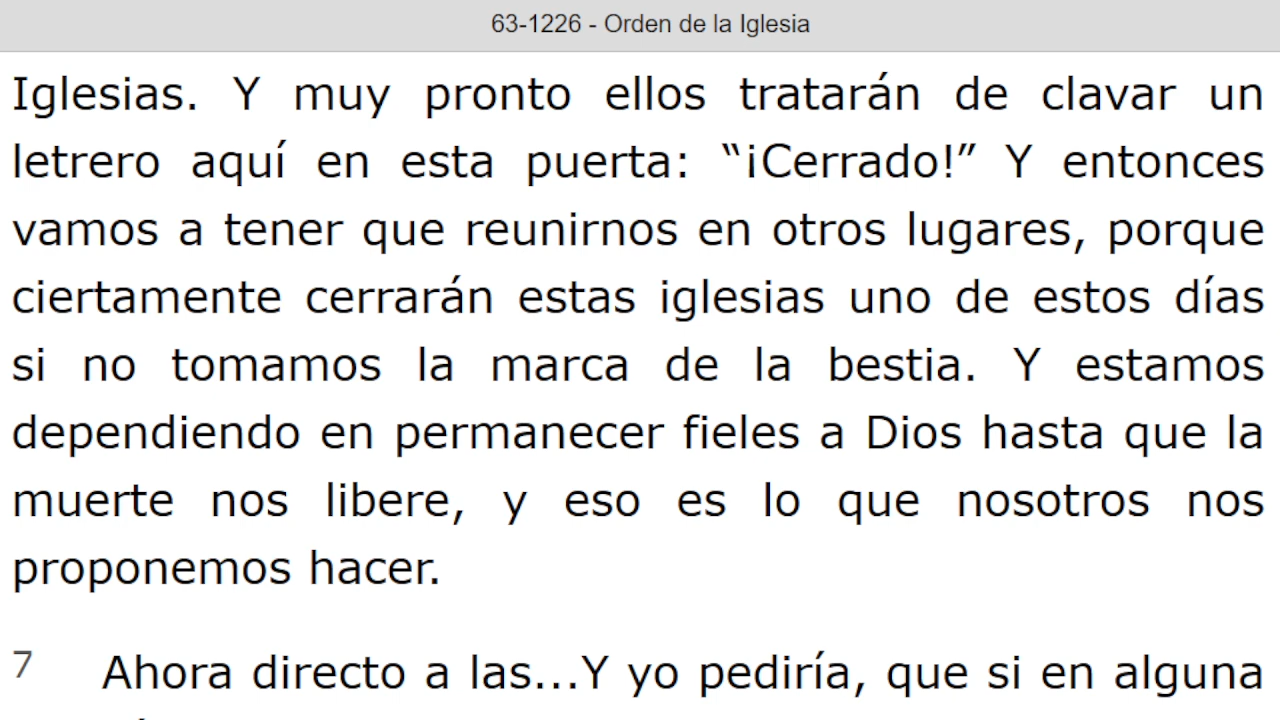 63-1226 - Orden de la Iglesia
Iglesias. Y muy pronto ellos tratarán de clavar un
letrero aquí en esta puerta: “¡Cerrado!” Y entonces
vamos a tener que reunirnos en otros lugares, porque
ciertamente cerrarán estas iglesias uno de estos días
si no tomamos la marca de la bestia. Y estamos
dependiendo en permanecer fieles a Dios hasta que la
muerte nos libere, y eso es lo que nosotros nos
proponemos hacer.
7 Ahora directo a las...Y yo pediría, que si en alguna